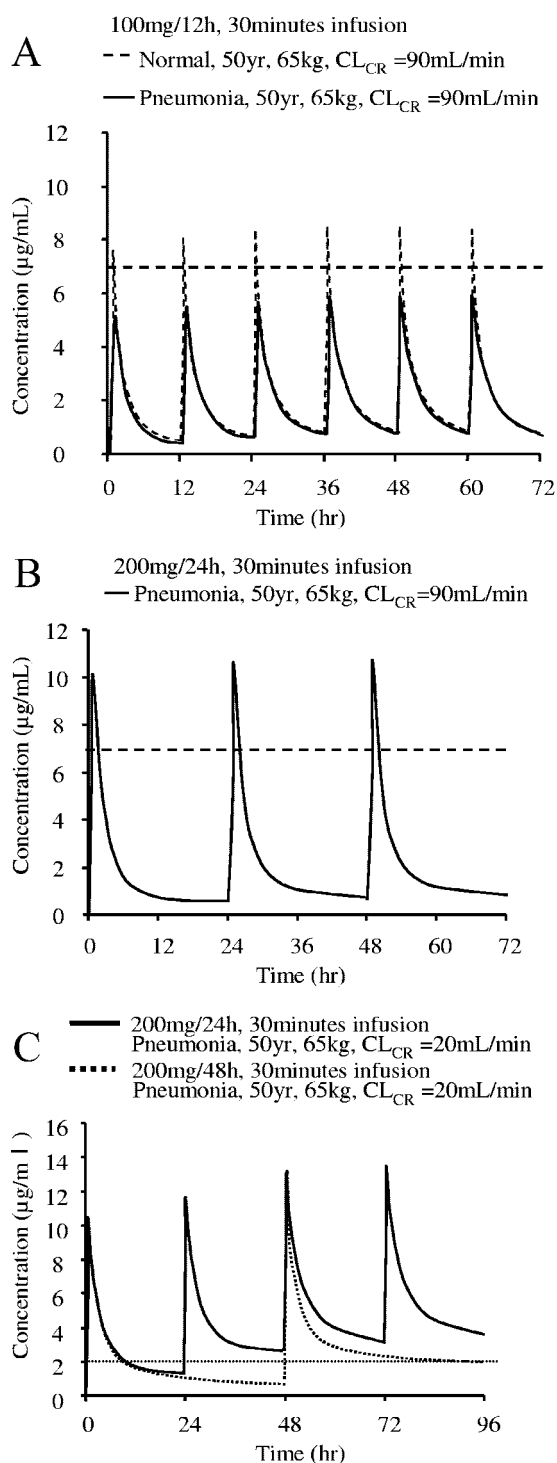 A
100mg/12h, 30minutes infusion
Normal, 50yr, 65kg, CLCR =90mL/min
Pneumonia, 50yr, 65kg, CLCR =90mL/min
12
10
8
6
4
2
0
Concentration (µg/mL)
0 12 24 36 48 60 72
Time (hr)
B
200mg/24h, 30minutes infusion
Pneumonia, 50yr, 65kg, CLCR=90mL/min
12
10
8
6
4
2
0
Concentration (µg/mL)
0 12 24 36 48 60 72
Time (hr)
C
200mg/24h, 30minutes infusion
Pneumonia, 50yr, 65kg, CLCR =20mL/min
200mg/48h, 30minutes infusion
Pneumonia, 50yr, 65kg, CLCR =20mL/min
16
14
12
10
8
6
4
2
0
Concentration (µg/ml)
0 24 48 72 96
Time (hr)